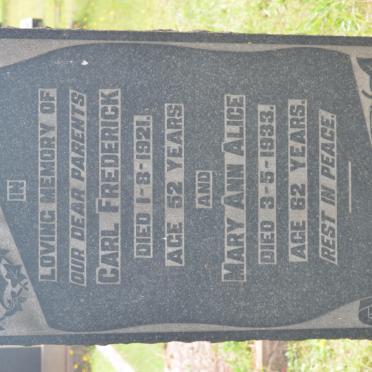 IN
LOVING MEMORY OF
OUR DEAR PARENTS
CARL FREDERICK
DIED 1-8-1921.
AGE 52 YEARS
AND
MARY ANN ALICE
DIED 3-5-1933.
AGE 62 YEARS.
REST IN PEACE.